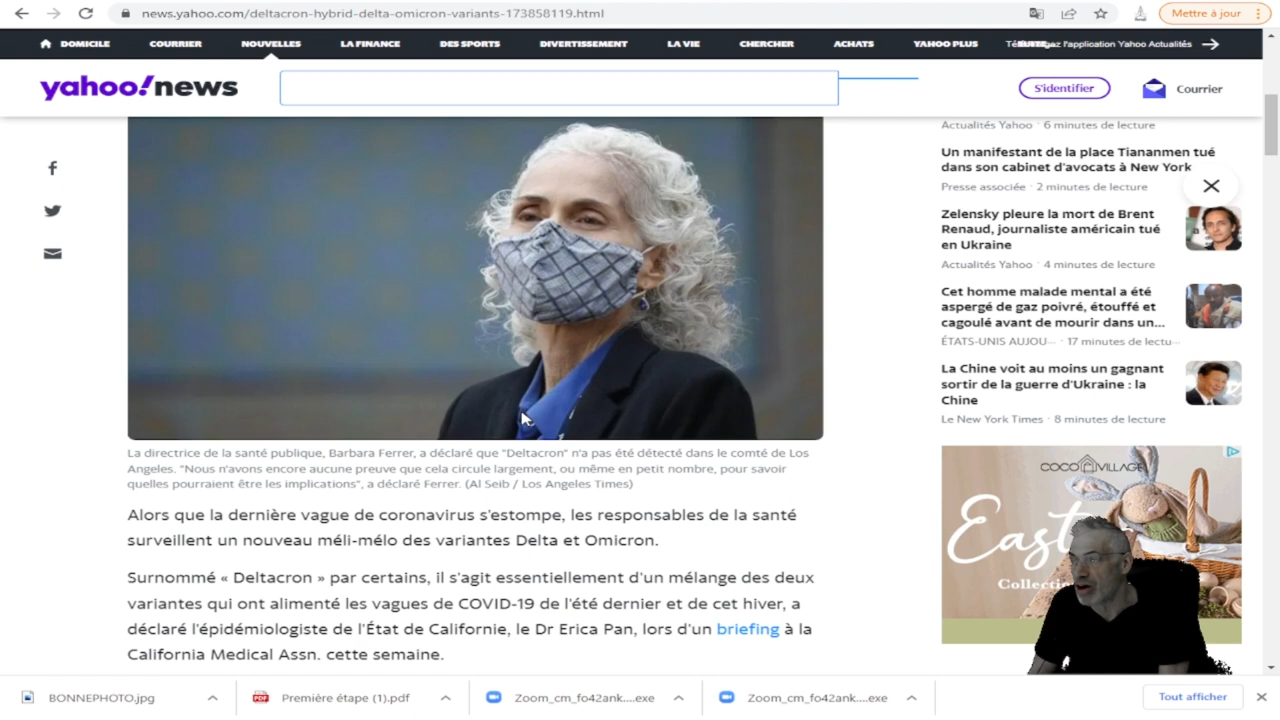 news.yahoo.com/deltacron-hybrid-delta-omicron-variants-173858119.html
Mettre à jour
DOMICILE COURRIER NOUVELLES LA FINANCE DES SPORTS DIVERTISSEMENT LA VIE CHERCHER ACHATS YAHOO PLUS l'application Yahoo Actualités
yahoo!news
S'identifier
Courrier
Actualités Yahoo · 6 minutes de lecture
Un manifestant de la place Tiananmen tué
dans son cabinet d'avocats à New York
Presse associée · 2 minutes de lecture
Zelensky pleure la mort de Brent
Renaud, journaliste américain tué
en Ukraine
Actualités Yahoo · 4 minutes de lecture
Cet homme malade mental a été
aspergé de gaz poivré, étouffé et
cagoulé avant de mourir dans un...
ÉTATS-UNIS AUJOU... · 17 minutes de lectu...
La Chine voit au moins un gagnant
sortir de la guerre d'Ukraine : la
Chine
Le New York Times · 8 minutes de lecture
COCO VILLAGE
East
Collectio
La directrice de la santé publique, Barbara Ferrer, a déclaré que "Deltacron" n'a pas été détecté dans le comté de Los
Angeles. "Nous n'avons encore aucune preuve que cela circule largement, ou même en petit nombre, pour savoir
quelles pourraient être les implications", a déclaré Ferrer. (Al Seib / Los Angeles Times)
Alors que la dernière vague de coronavirus s'estompe, les responsables de la santé
surveillent un nouveau méli-mélo des variantes Delta et Omicron.
Surnommé « Deltacron » par certains, il s'agit essentiellement d'un mélange des deux
variantes qui ont alimenté les vagues de COVID-19 de l'été dernier et de cet hiver, a
déclaré l'épidémiologiste de l'État de Californie, le Dr Erica Pan, lors d'un briefing à la
California Medical Assn. cette semaine.
BONNEPHOTO.jpg
PDF
Première étape (1).pdf
Zoom_cm_fo42ank....exe
Zoom_cm_fo42ank....exe
Tout afficher